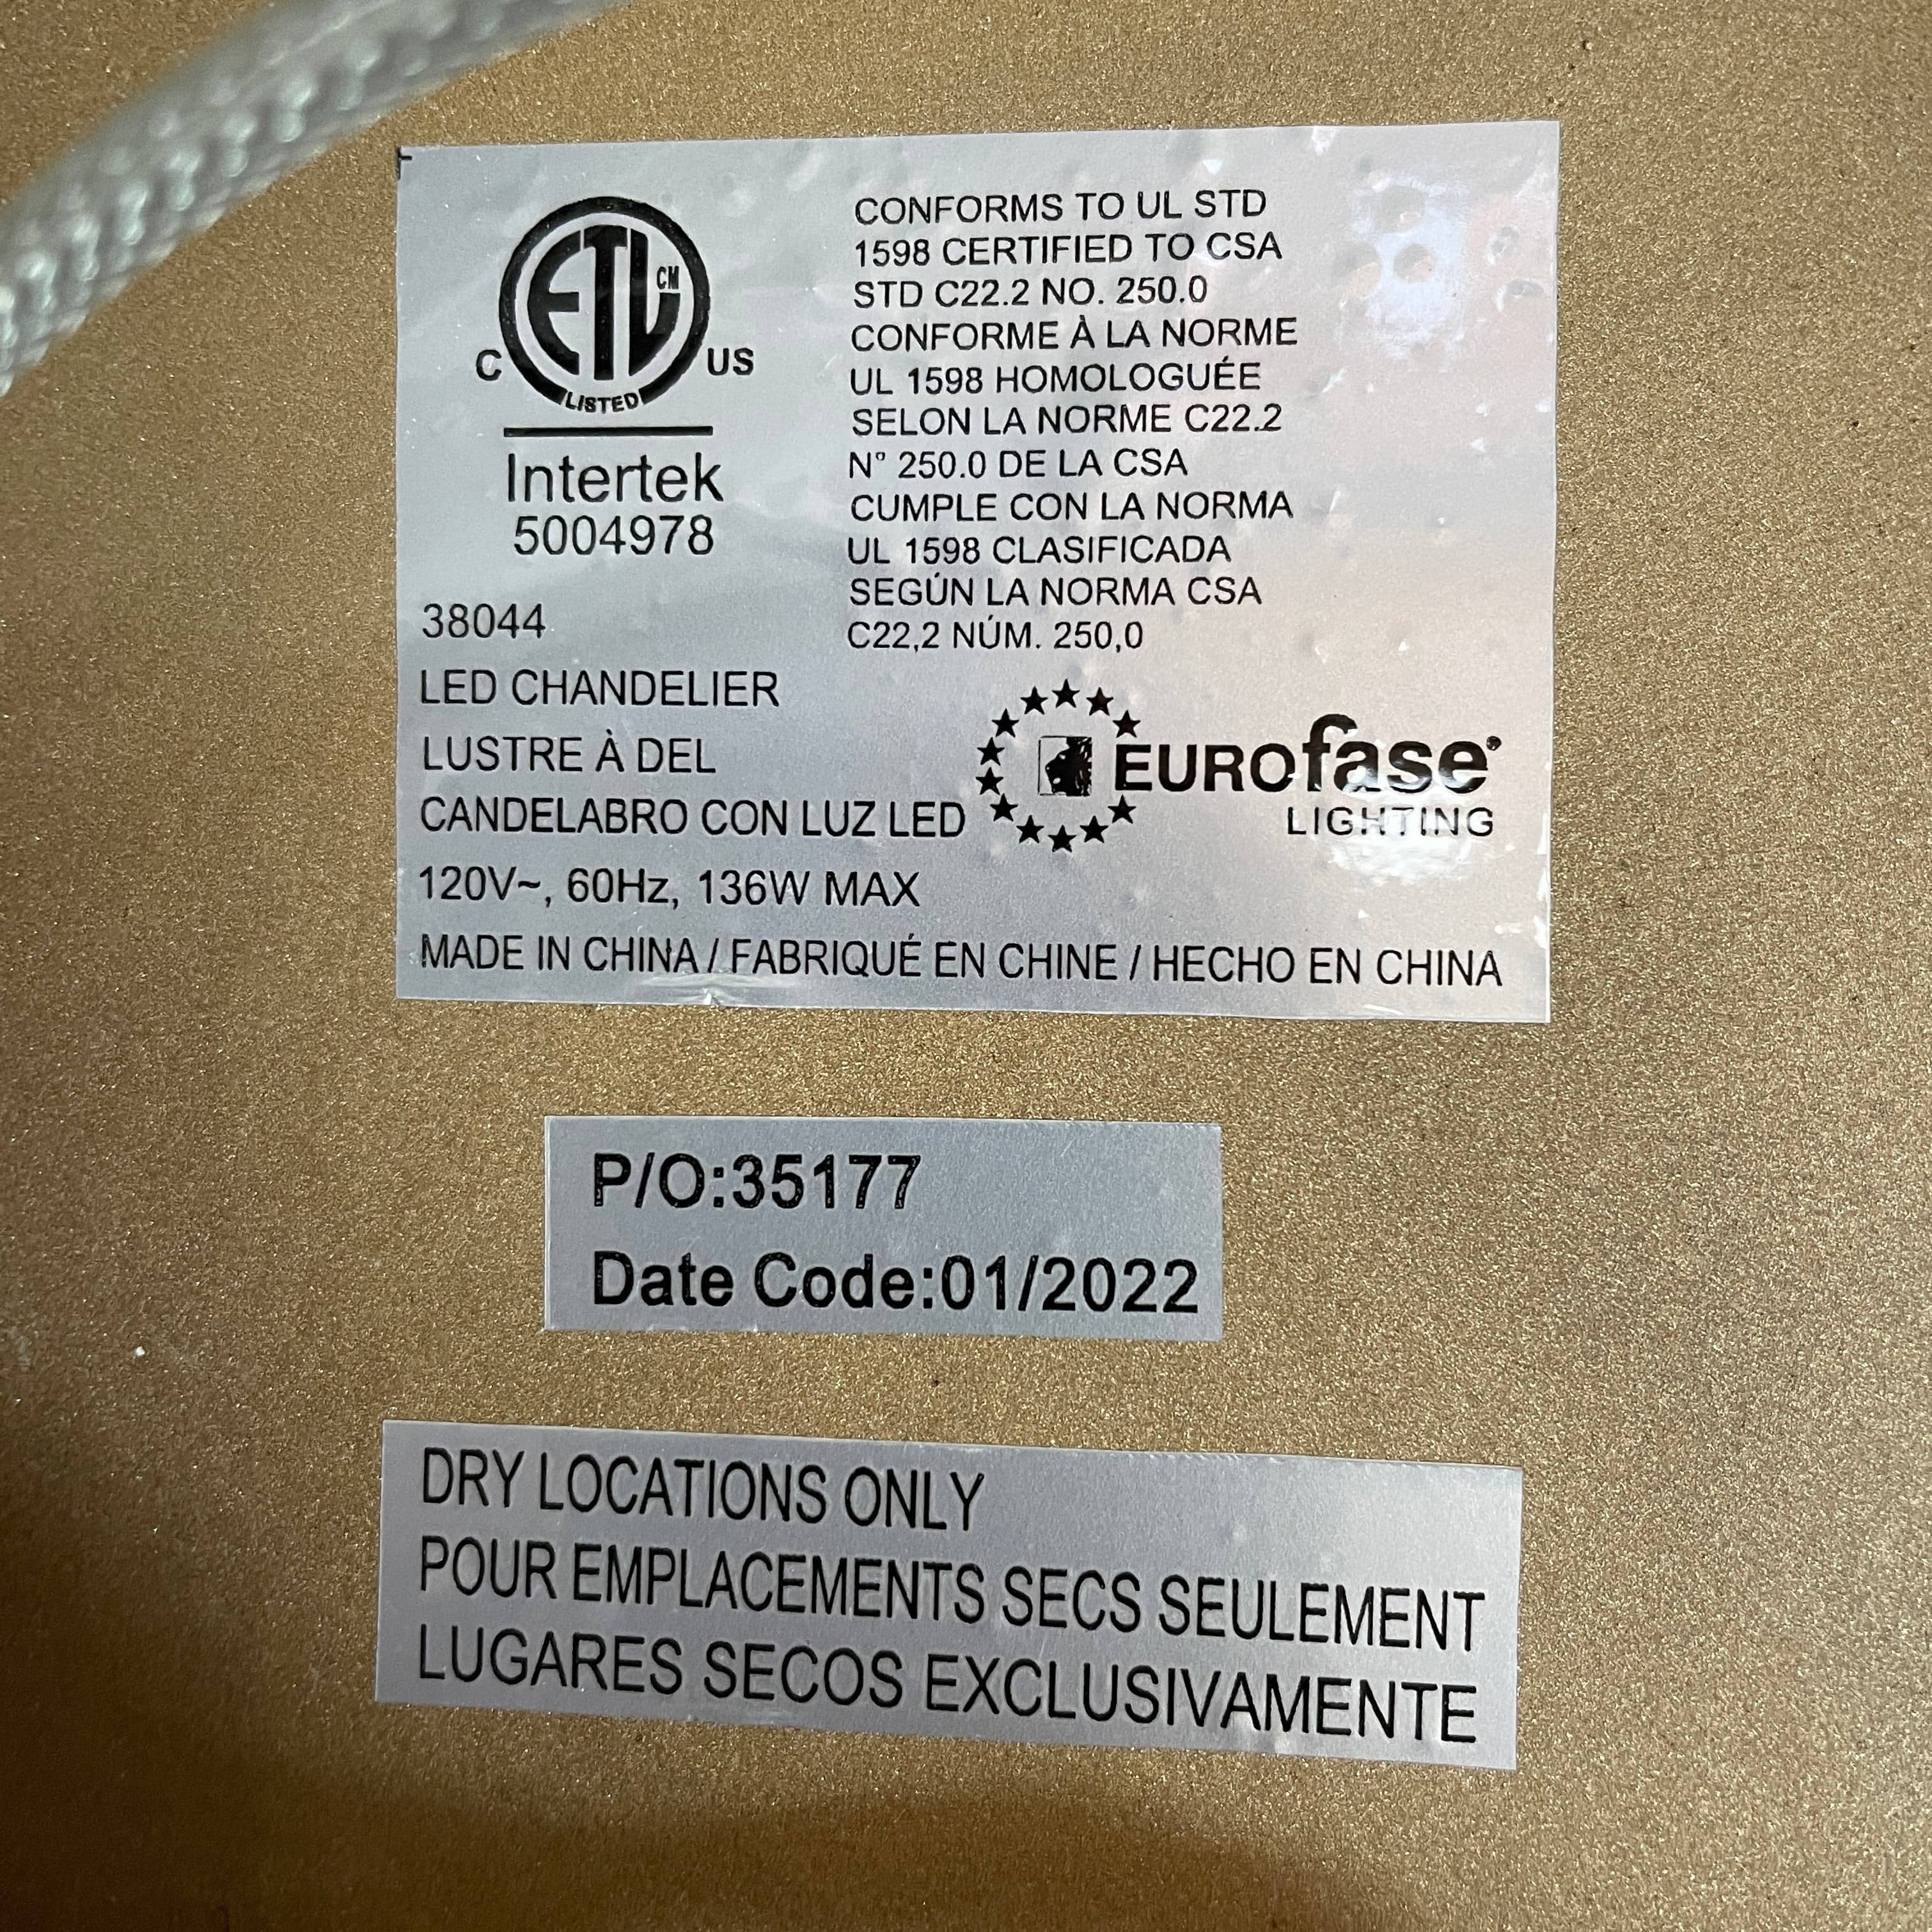 ETL CM
C US
LISTED
Intertek
5004978
CONFORMS TO UL STD
1598 CERTIFIED TO CSA
STD C22.2 NO. 250.0
CONFORME À LA NORME
UL 1598 HOMOLOGUÉE
SELON LA NORME C22.2
N° 250.0 DE LA CSA
CUMPLE CON LA NORMA
UL 1598 CLASIFICADA
SEGÚN LA NORMA CSA
C22,2 NÚM. 250,0
38044
LED CHANDELIER
LUSTRE À DEL
CANDELABRO CON LUZ LED
EUROfase
LIGHTING
120V~, 60Hz, 136W MAX
MADE IN CHINA / FABRIQUÉ EN CHINE / HECHO EN CHINA
P/O:35177
Date Code:01/2022
DRY LOCATIONS ONLY
POUR EMPLACEMENTS SECS SEULEMENT
LUGARES SECOS EXCLUSIVAMENTE